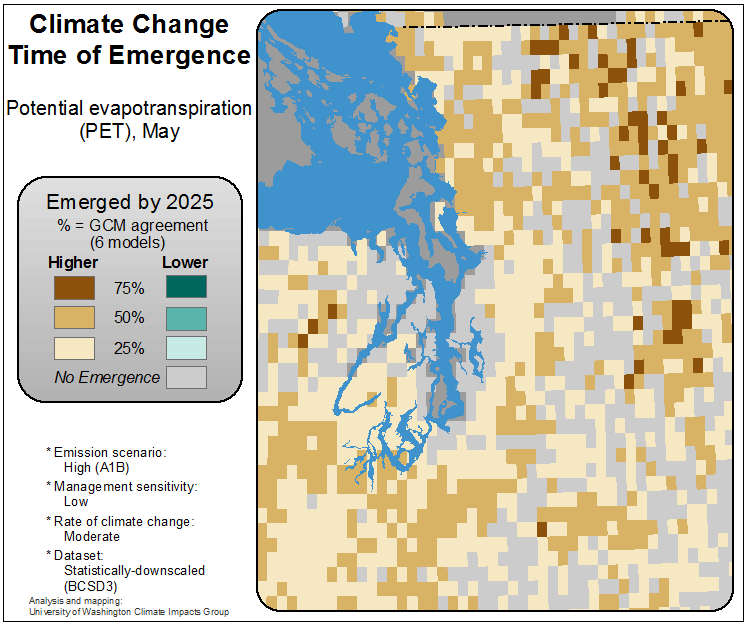 Climate Change
Time of Emergence
Potential evapotranspiration
(PET), May
Emerged by 2025
% = GCM agreement
(6 models)
Higher Lower
75%
50%
25%
No Emergence
* Emission scenario:
High (A1B)
* Management sensitivity:
Low
* Rate of climate change:
Moderate
* Dataset:
Statistically-downscaled
(BCSD3)
Analysis and mapping:
University of Washington Climate Impacts Group